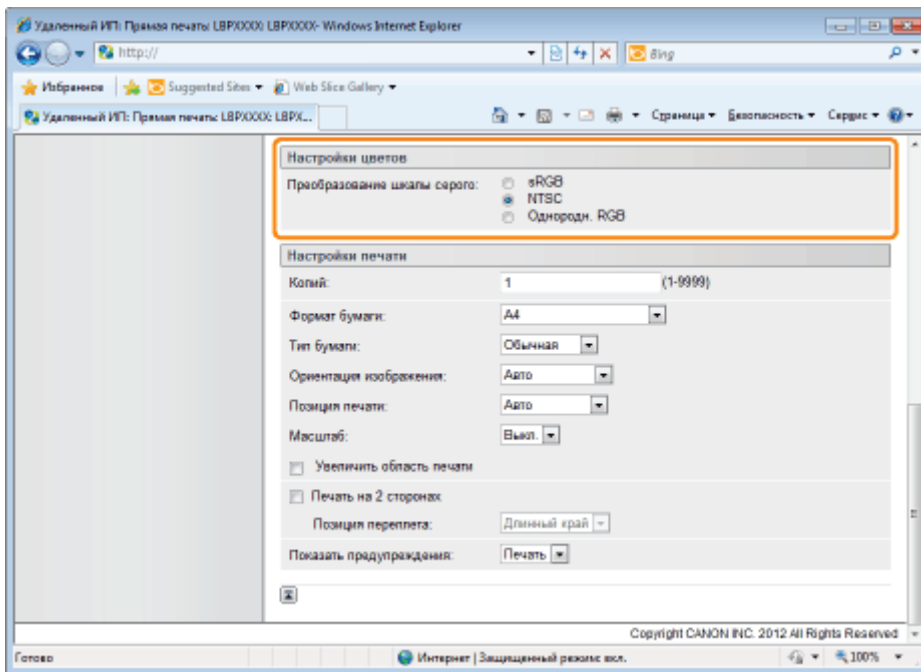 Удаленный ИП: Прямая печать: LBPXXXX: LBPXXXX- Windows Internet Explorer
http://
Bing
Избранное Suggested Sites Web Slice Gallery
Удаленный ИП: Прямая печать: LBPXXXX: LBPX... Страница Безопасность Сервис
Настройки цветов
Преобразование шкалы серого: sRGB
NTSC
Однородн. RGB
Настройки печати
Копий: 1 (1-9999)
Формат бумаги: A4
Тип бумаги: Обычная
Ориентация изображения: Авто
Позиция печати: Авто
Масштаб: Выкл.
Увеличить область печати
Печать на 2 сторонах
Позиция переплета: Длинный край
Показать предупреждения: Печать
Copyright CANON INC. 2012 All Rights Reserved
Готово Интернет | Защищенный режим: вкл. 100%